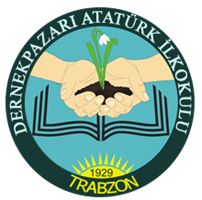 DERNEKPAZARI ATATÜRK İLKOKULU
1929
TRABZON